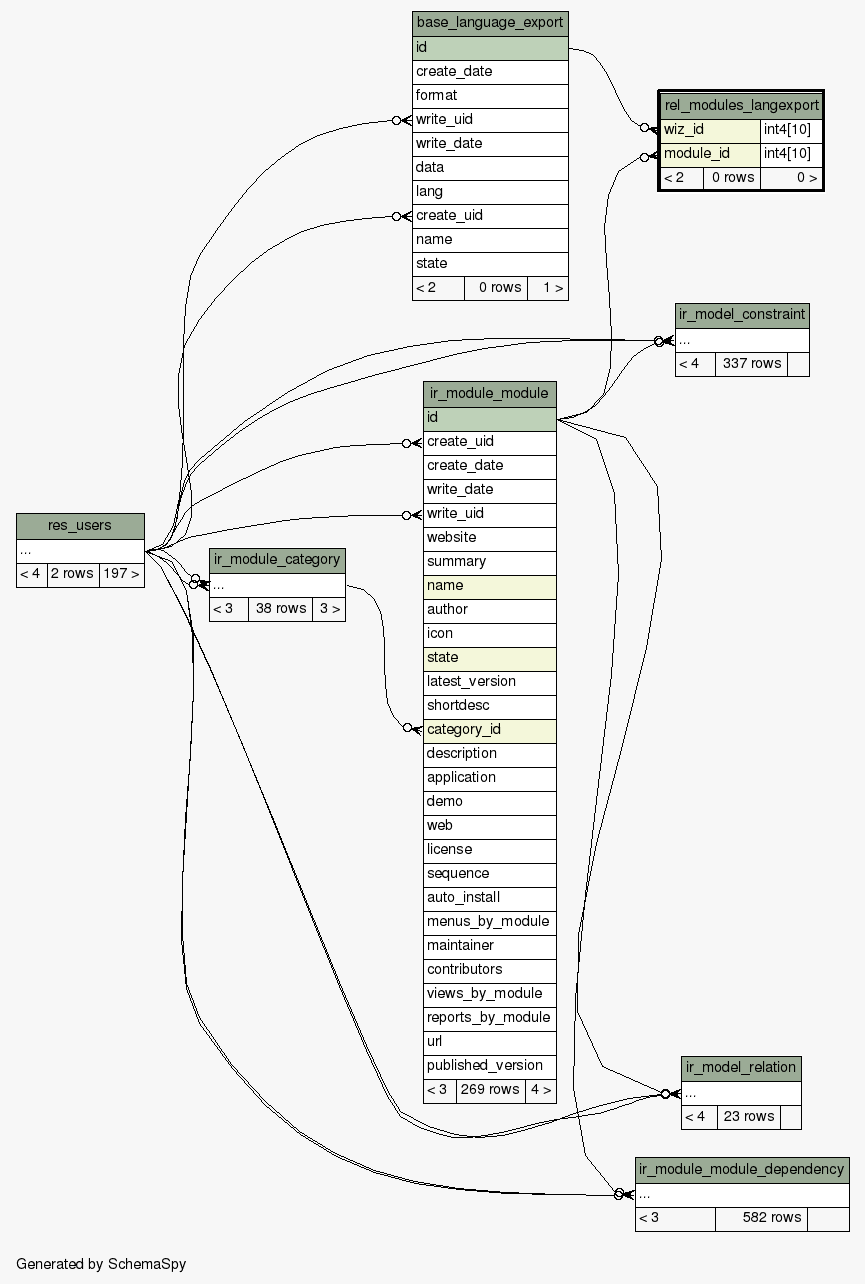 base_language_export
id
create_date
format
write_uid
write_date
data
lang
create_uid
name
state
< 2 0 rows 1 >
rel_modules_langexport
wiz_id int4[10]
module_id int4[10]
< 2 0 rows 0 >
ir_model_constraint
...
< 4 337 rows
ir_module_module
id
create_uid
create_date
write_date
write_uid
website
summary
name
author
icon
state
latest_version
shortdesc
category_id
description
application
demo
web
license
sequence
auto_install
menus_by_module
maintainer
contributors
views_by_module
reports_by_module
url
published_version
< 3 269 rows 4 >
res_users
...
< 4 2 rows 197 >
ir_module_category
...
< 3 38 rows 3 >
ir_model_relation
...
< 4 23 rows
ir_module_module_dependency
...
< 3 582 rows
Generated by SchemaSpy